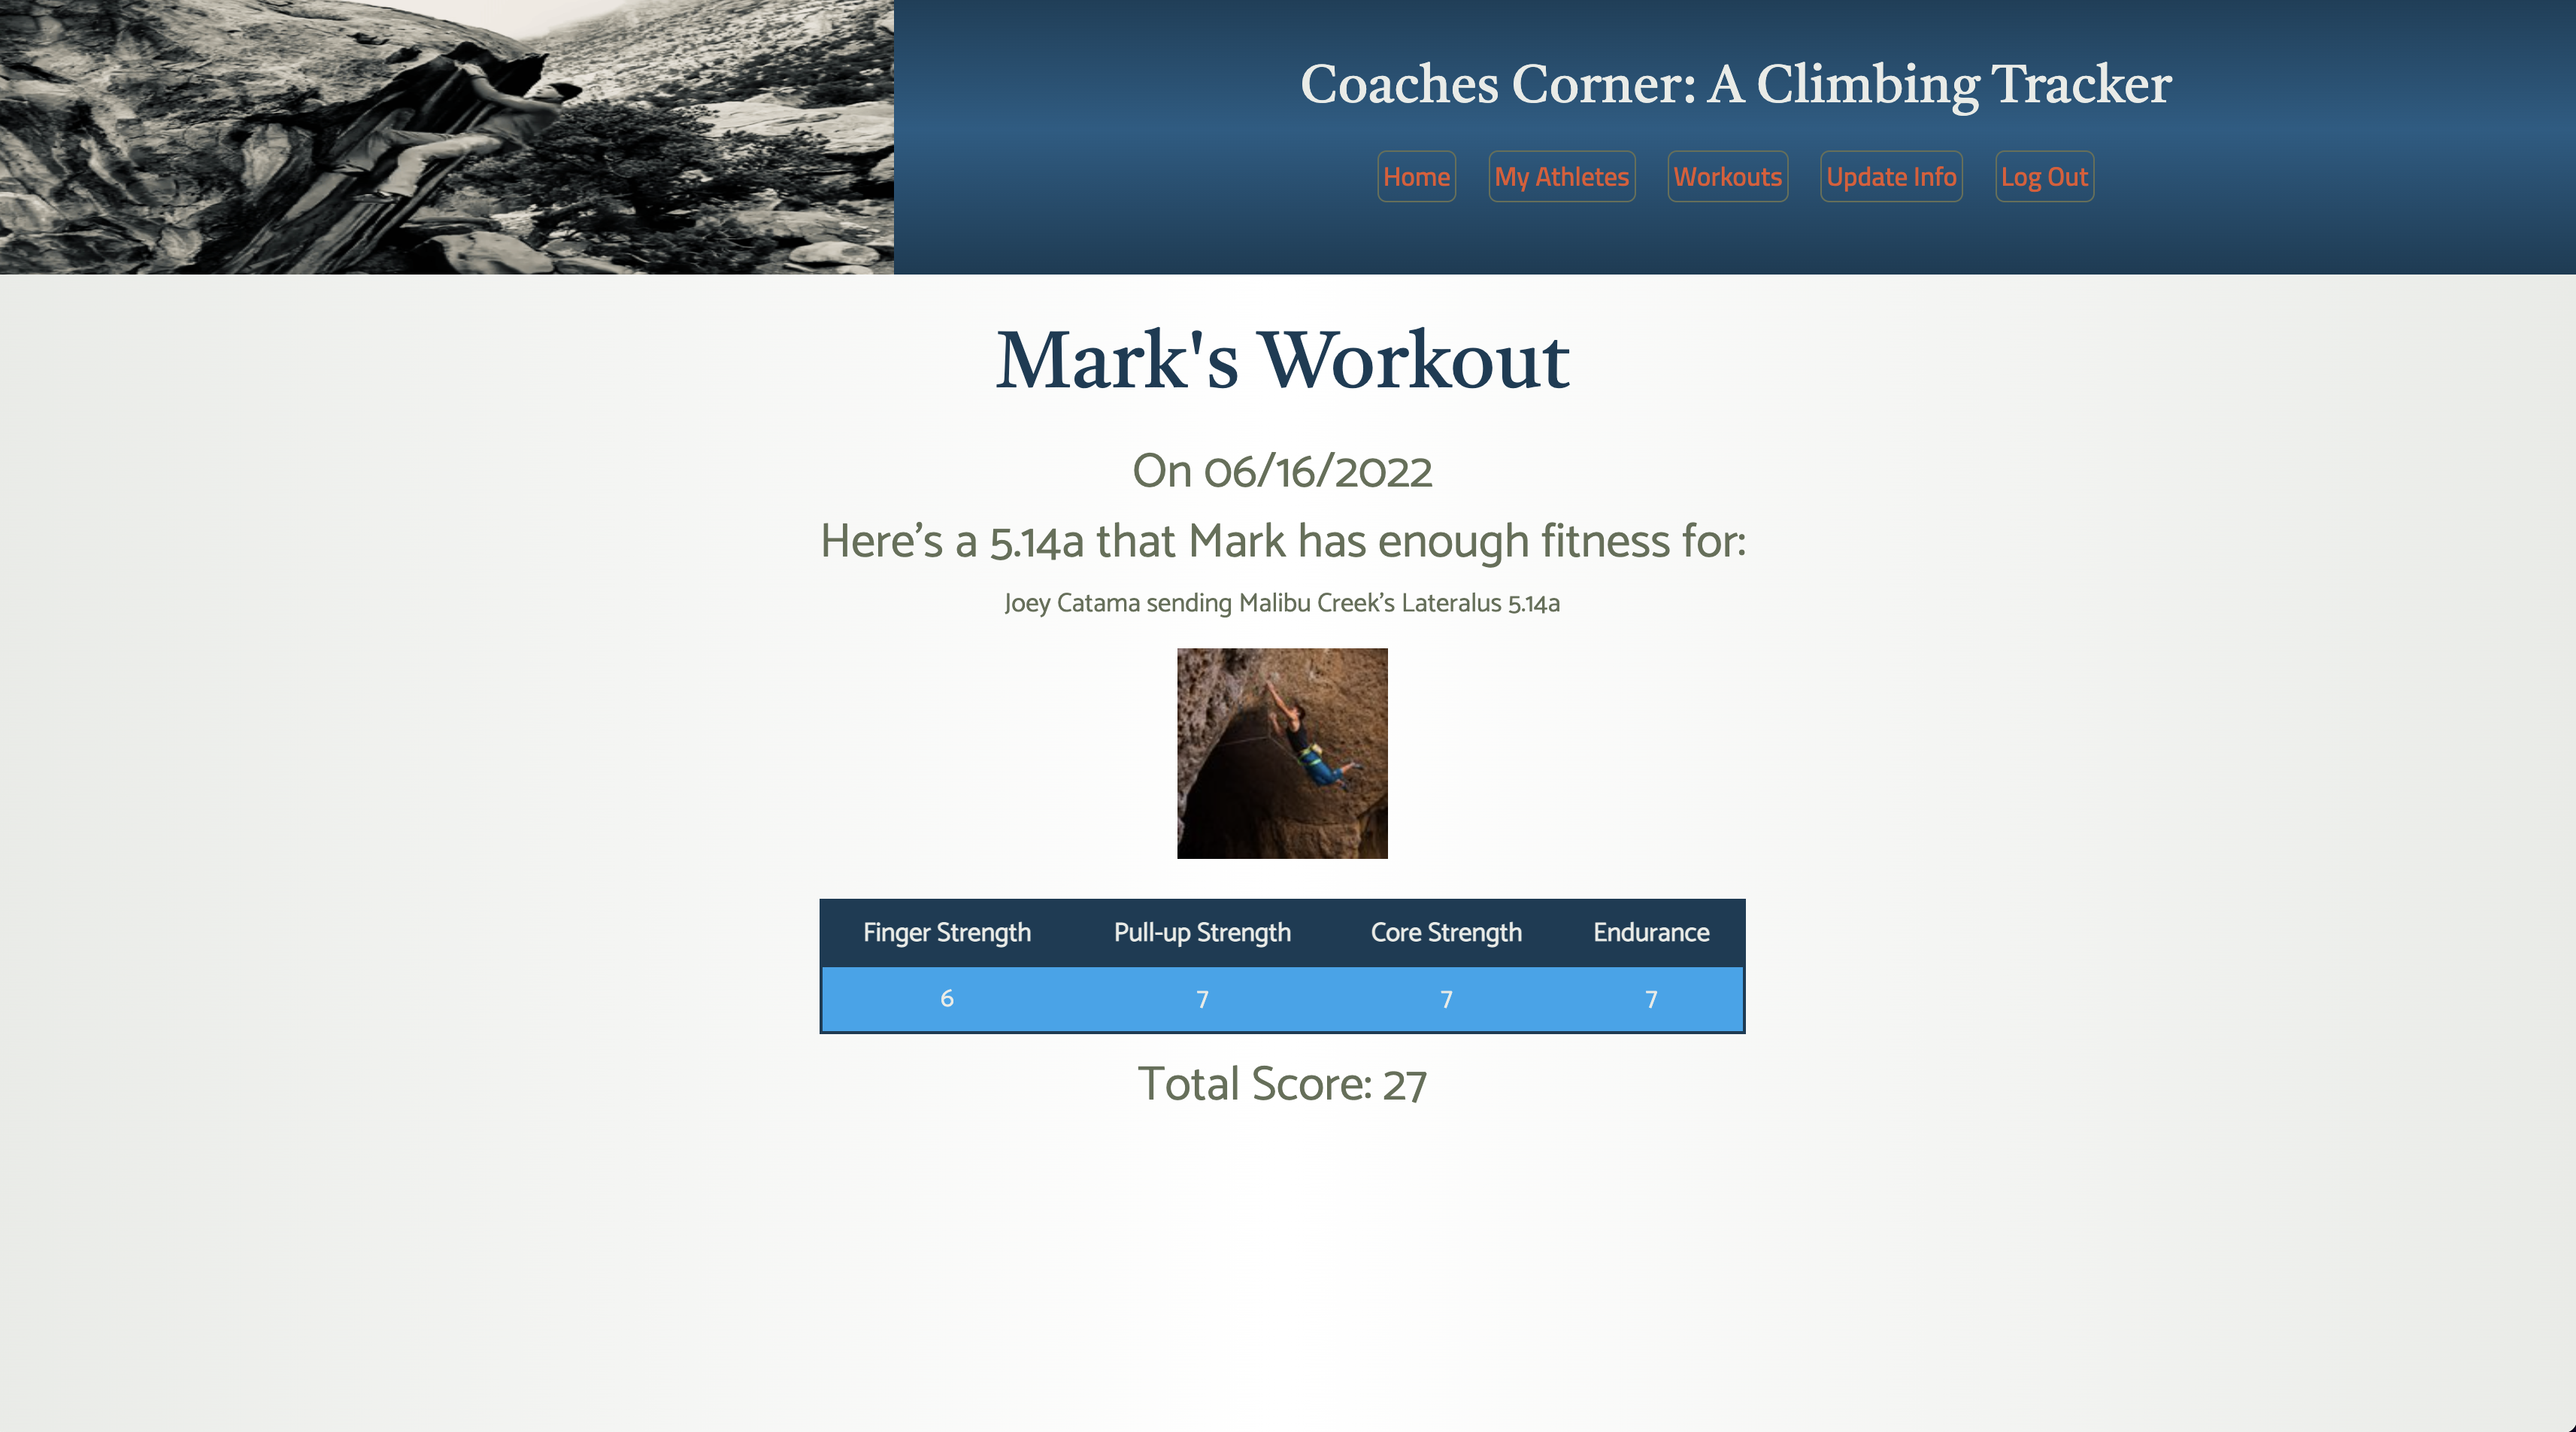 Coaches Corner: A Climbing Tracker
Home My Athletes Workouts Update Info Log Out
Mark's Workout
On 06/16/2022
Here's a 5.14a that Mark has enough fitness for:
Joey Catama sending Malibu Creek's Lateralus 5.14a
Finger Strength Pull-up Strength Core Strength Endurance
6 7 7 7
Total Score: 27